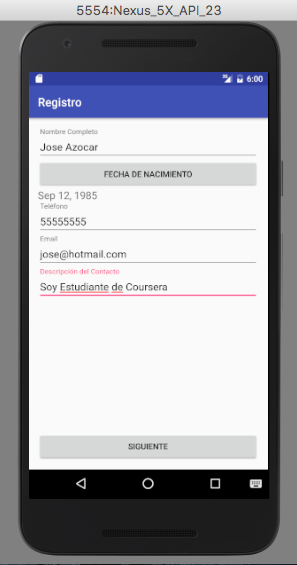 5554:Nexus_5X_API_23
6:00
Registro
Nombre Completo
Jose Azocar
FECHA DE NACIMIENTO
Sep 12, 1985
Teléfono
55555555
Email
jose@hotmail.com
Descripción del Contacto
Soy Estudiante de Coursera
SIGUIENTE